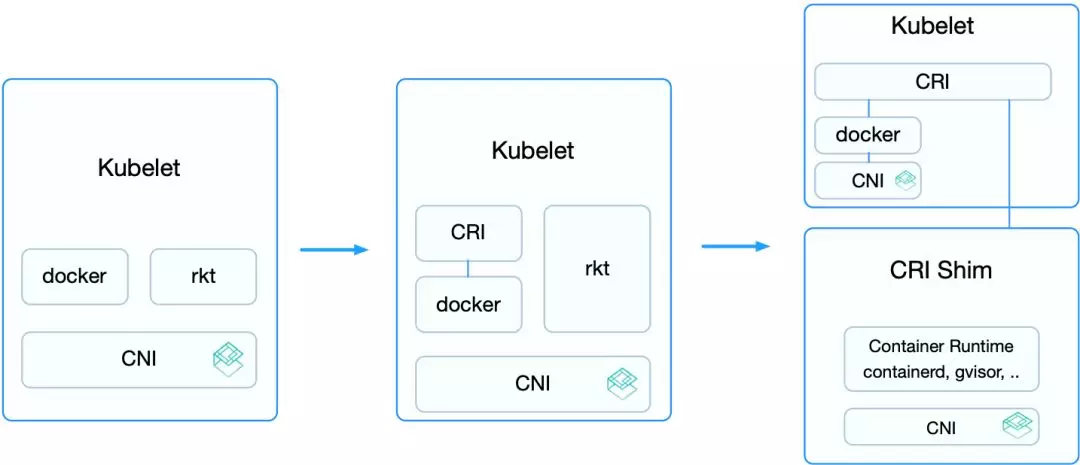 Kubelet
docker
rkt
CNI
Kubelet
CRI
docker
rkt
CNI
Kubelet
CRI
docker
CNI
CRI Shim
Container Runtime
containerd, gvisor, ..
CNI